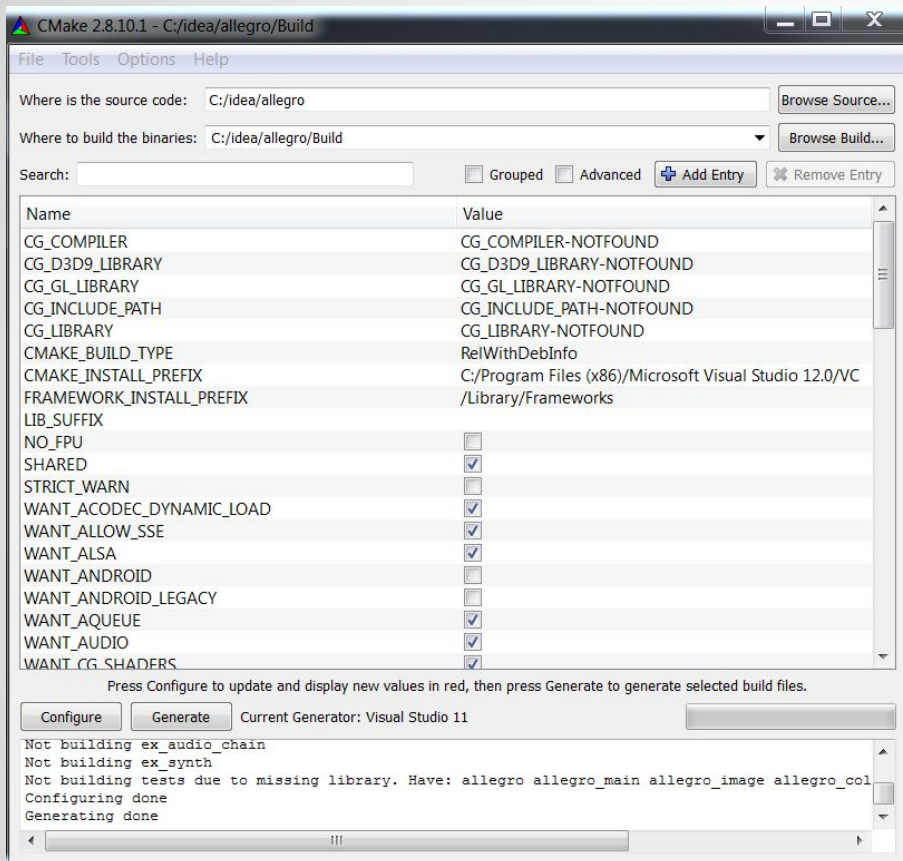 CMake 2.8.10.1 - C:/idea/allegro/Build
File Tools Options Help
Where is the source code: C:/idea/allegro Browse Source...
Where to build the binaries: C:/idea/allegro/Build Browse Build...
Search: Grouped Advanced Add Entry Remove Entry
Name Value
CG_COMPILER CG_COMPILER-NOTFOUND
CG_D3D9_LIBRARY CG_D3D9_LIBRARY-NOTFOUND
CG_GL_LIBRARY CG_GL_LIBRARY-NOTFOUND
CG_INCLUDE_PATH CG_INCLUDE_PATH-NOTFOUND
CG_LIBRARY CG_LIBRARY-NOTFOUND
CMAKE_BUILD_TYPE RelWithDebInfo
CMAKE_INSTALL_PREFIX C:/Program Files (x86)/Microsoft Visual Studio 12.0/VC
FRAMEWORK_INSTALL_PREFIX /Library/Frameworks
LIB_SUFFIX
NO_FPU
SHARED
STRICT_WARN
WANT_ACODEC_DYNAMIC_LOAD
WANT_ALLOW_SSE
WANT_ALSA
WANT_ANDROID
WANT_ANDROID_LEGACY
WANT_AQUEUE
WANT_AUDIO
WANT_CG_SHADERS
Press Configure to update and display new values in red, then press Generate to generate selected build files.
Configure Generate Current Generator: Visual Studio 11
Not building ex_audio_chain
Not building ex_synth
Not building tests due to missing library. Have: allegro allegro_main allegro_image allegro_col
Configuring done
Generating done